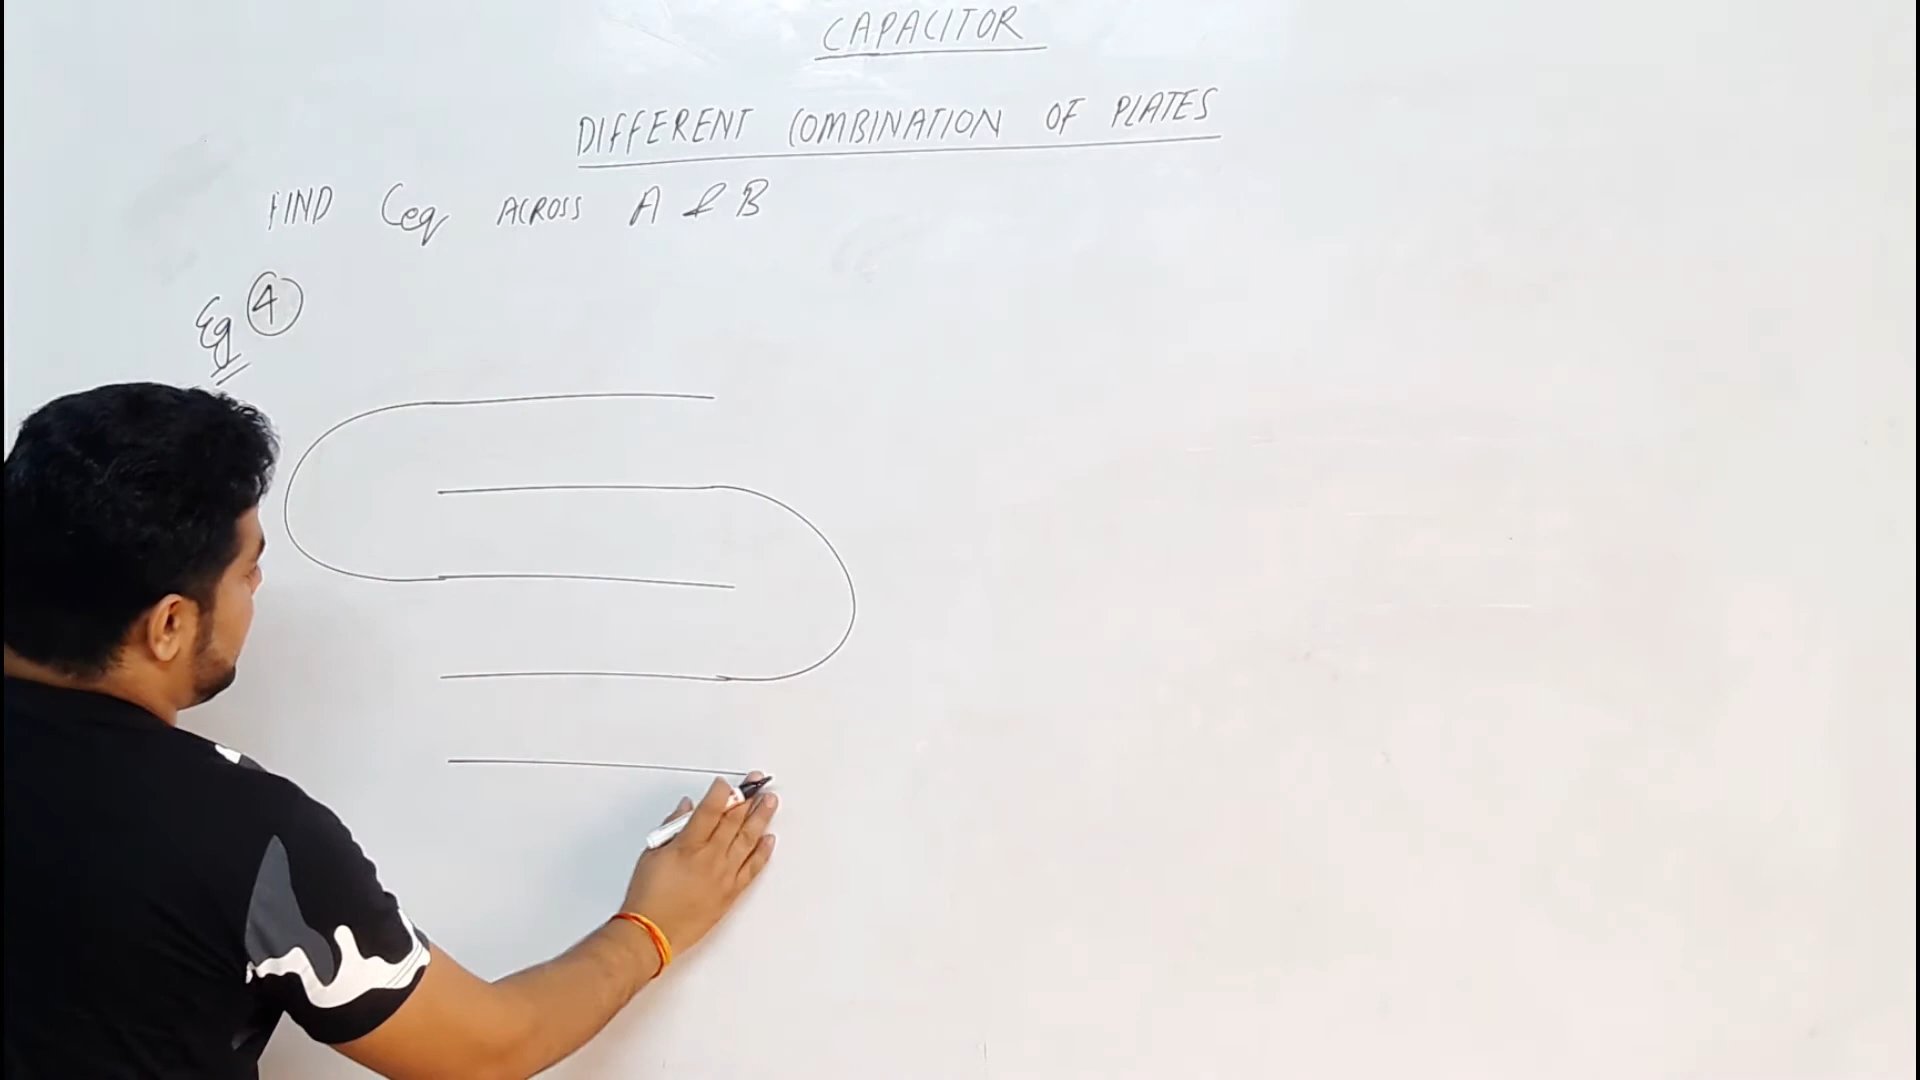 CAPACITOR
DIFFERENT COMBINATION OF PLATES
FIND Ceq ACROSS A & B
Eg 4